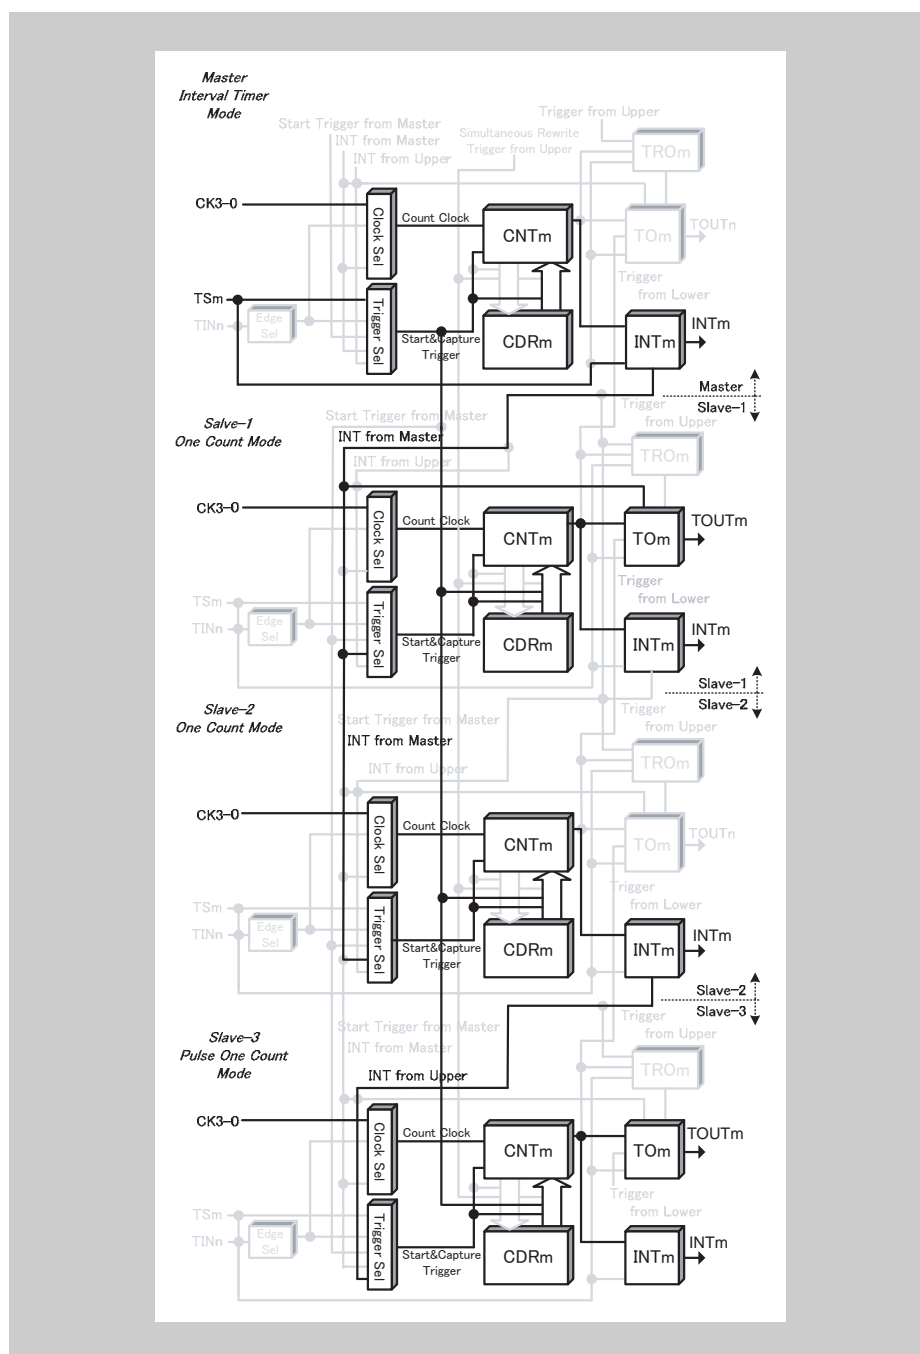 Master
Interval Timer
Mode
Trigger from Upper
Start Trigger from Master
INT from Master
INT from Upper
Simultaneous Rewrite
Trigger from Upper
TROm
CK3-0
Clock Sel
Count Clock
CNTm
TOm
TOUTn
Trigger
from Lower
TSm
TINn
Edge
Sel
Trigger Sel
Start&Capture
Trigger
CDRm
INTm
INTm
Master
Slave-1
Salve-1
One Count Mode
Start Trigger from Master
INT from Master
INT from Upper
Trigger
from Upper
TROm
CK3-0
Clock Sel
Count Clock
CNTm
TOm
TOUTm
Trigger
from Lower
TSm
TINn
Edge
Sel
Trigger Sel
Start&Capture
Trigger
CDRm
INTm
INTm
Slave-1
Slave-2
Slave-2
One Count Mode
Start Trigger from Master
INT from Master
INT from Upper
Trigger
from Upper
TROm
CK3-0
Clock Sel
Count Clock
CNTm
TOm
TOUTn
Trigger
from Lower
TSm
TINn
Edge
Sel
Trigger Sel
Start&Capture
Trigger
CDRm
INTm
INTm
Slave-2
Slave-3
Slave-3
Pulse One Count
Mode
Start Trigger from Master
INT from Master
INT from Upper
Trigger
from Upper
TROm
CK3-0
Clock Sel
Count Clock
CNTm
TOm
TOUTm
Trigger
from Lower
TSm
TINn
Edge
Sel
Trigger Sel
Start&Capture
Trigger
CDRm
INTm
INTm